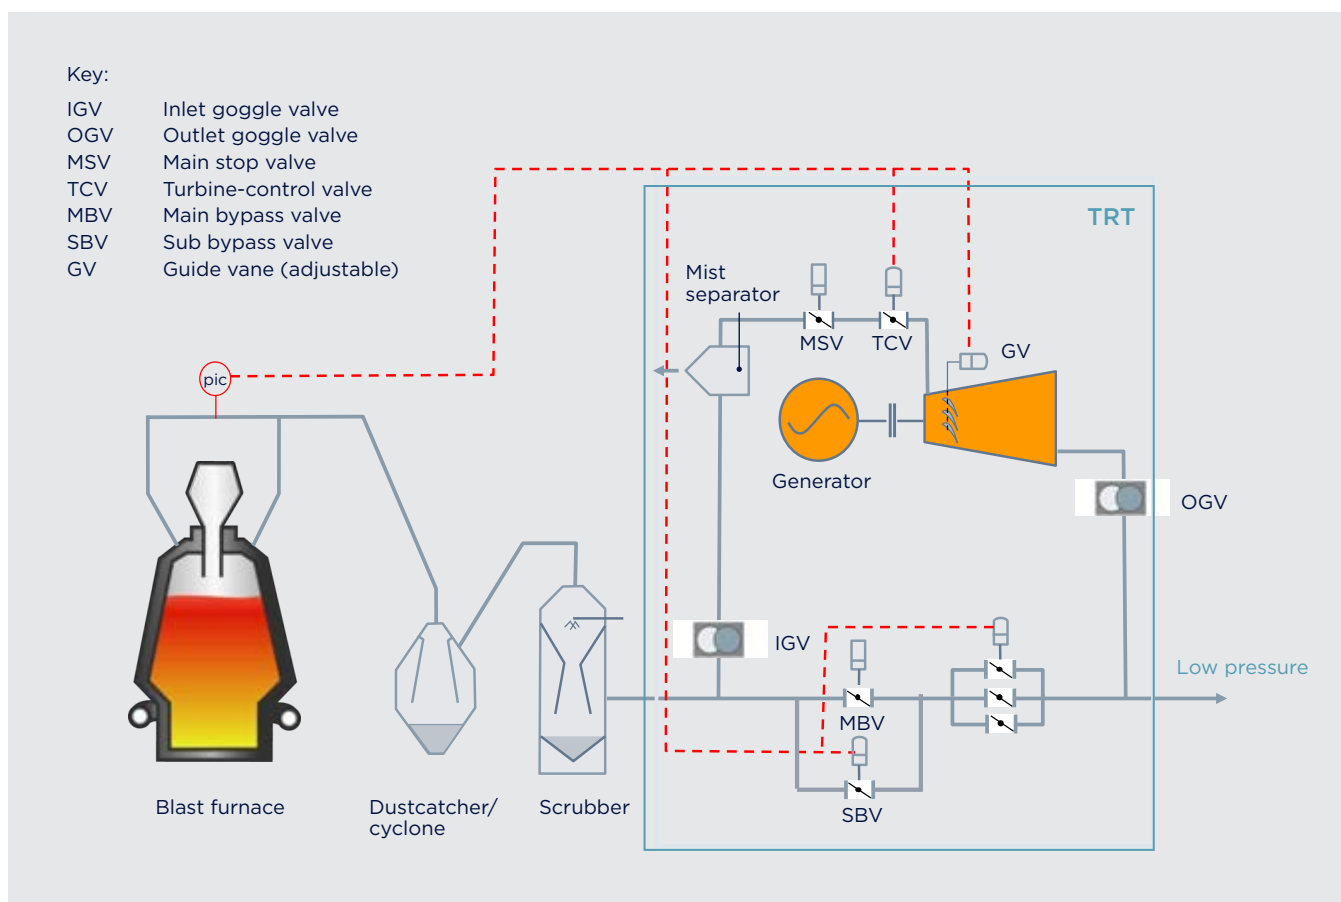 Key:
IGV Inlet goggle valve
OGV Outlet goggle valve
MSV Main stop valve
TCV Turbine-control valve
MBV Main bypass valve
SBV Sub bypass valve
GV Guide vane (adjustable)
TRT
Mist
separator
MSV
TCV
GV
pic
Generator
OGV
IGV
Low pressure
MBV
SBV
Blast furnace
Dustcatcher/
cyclone
Scrubber